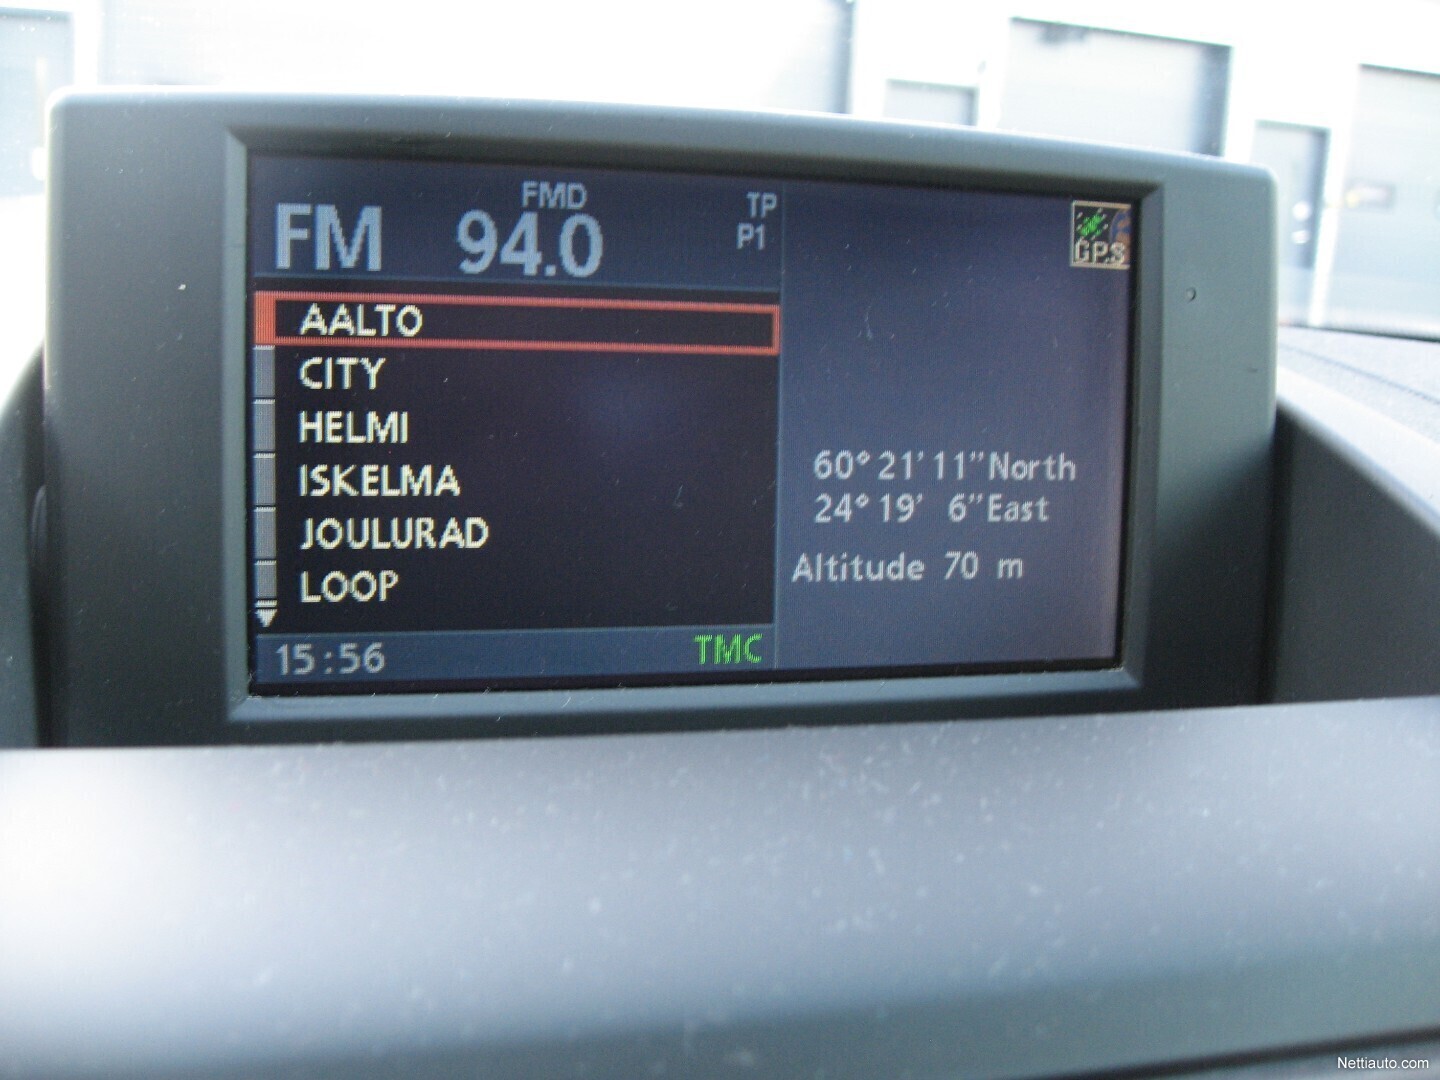 FMD
FM 94.0
TP
P1
GPS
AALTO
CITY
HELMI
ISKELMA
JOULURAD
LOOP
15:56
TMC
60° 21' 11" North
24° 19' 6" East
Altitude 70 m
Nettiauto.com